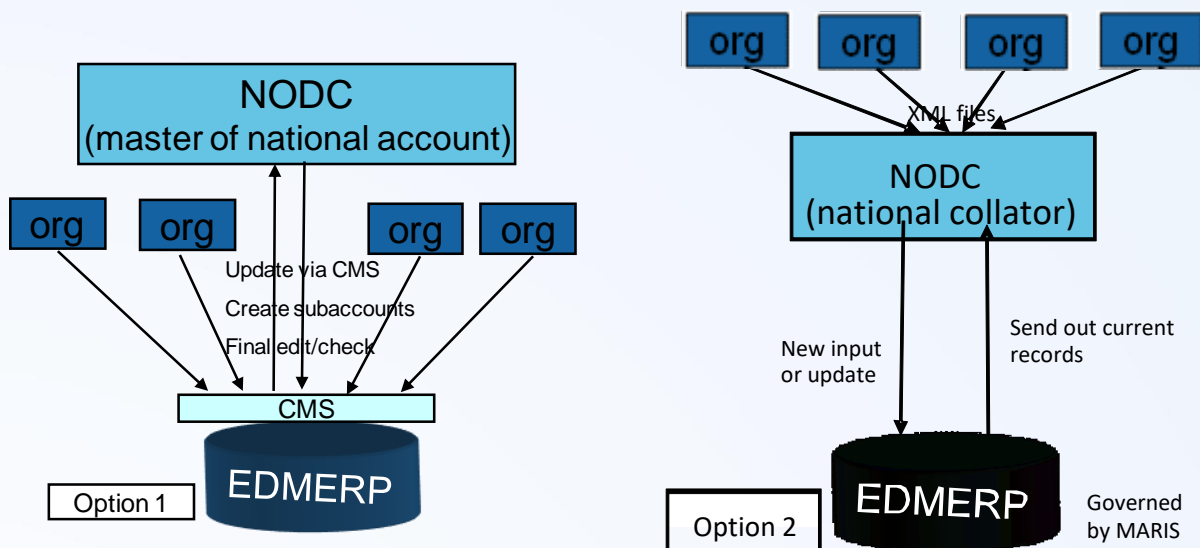 NODC
(master of national account)
org
org
org
org
Update via CMS
Create subaccounts
Final edit/check
CMS
EDMERP
Option 1
org
org
org
org
XML files
NODC
(national collator)
New input
or update
Send out current
records
EDMERP
Option 2
Governed
by MARIS